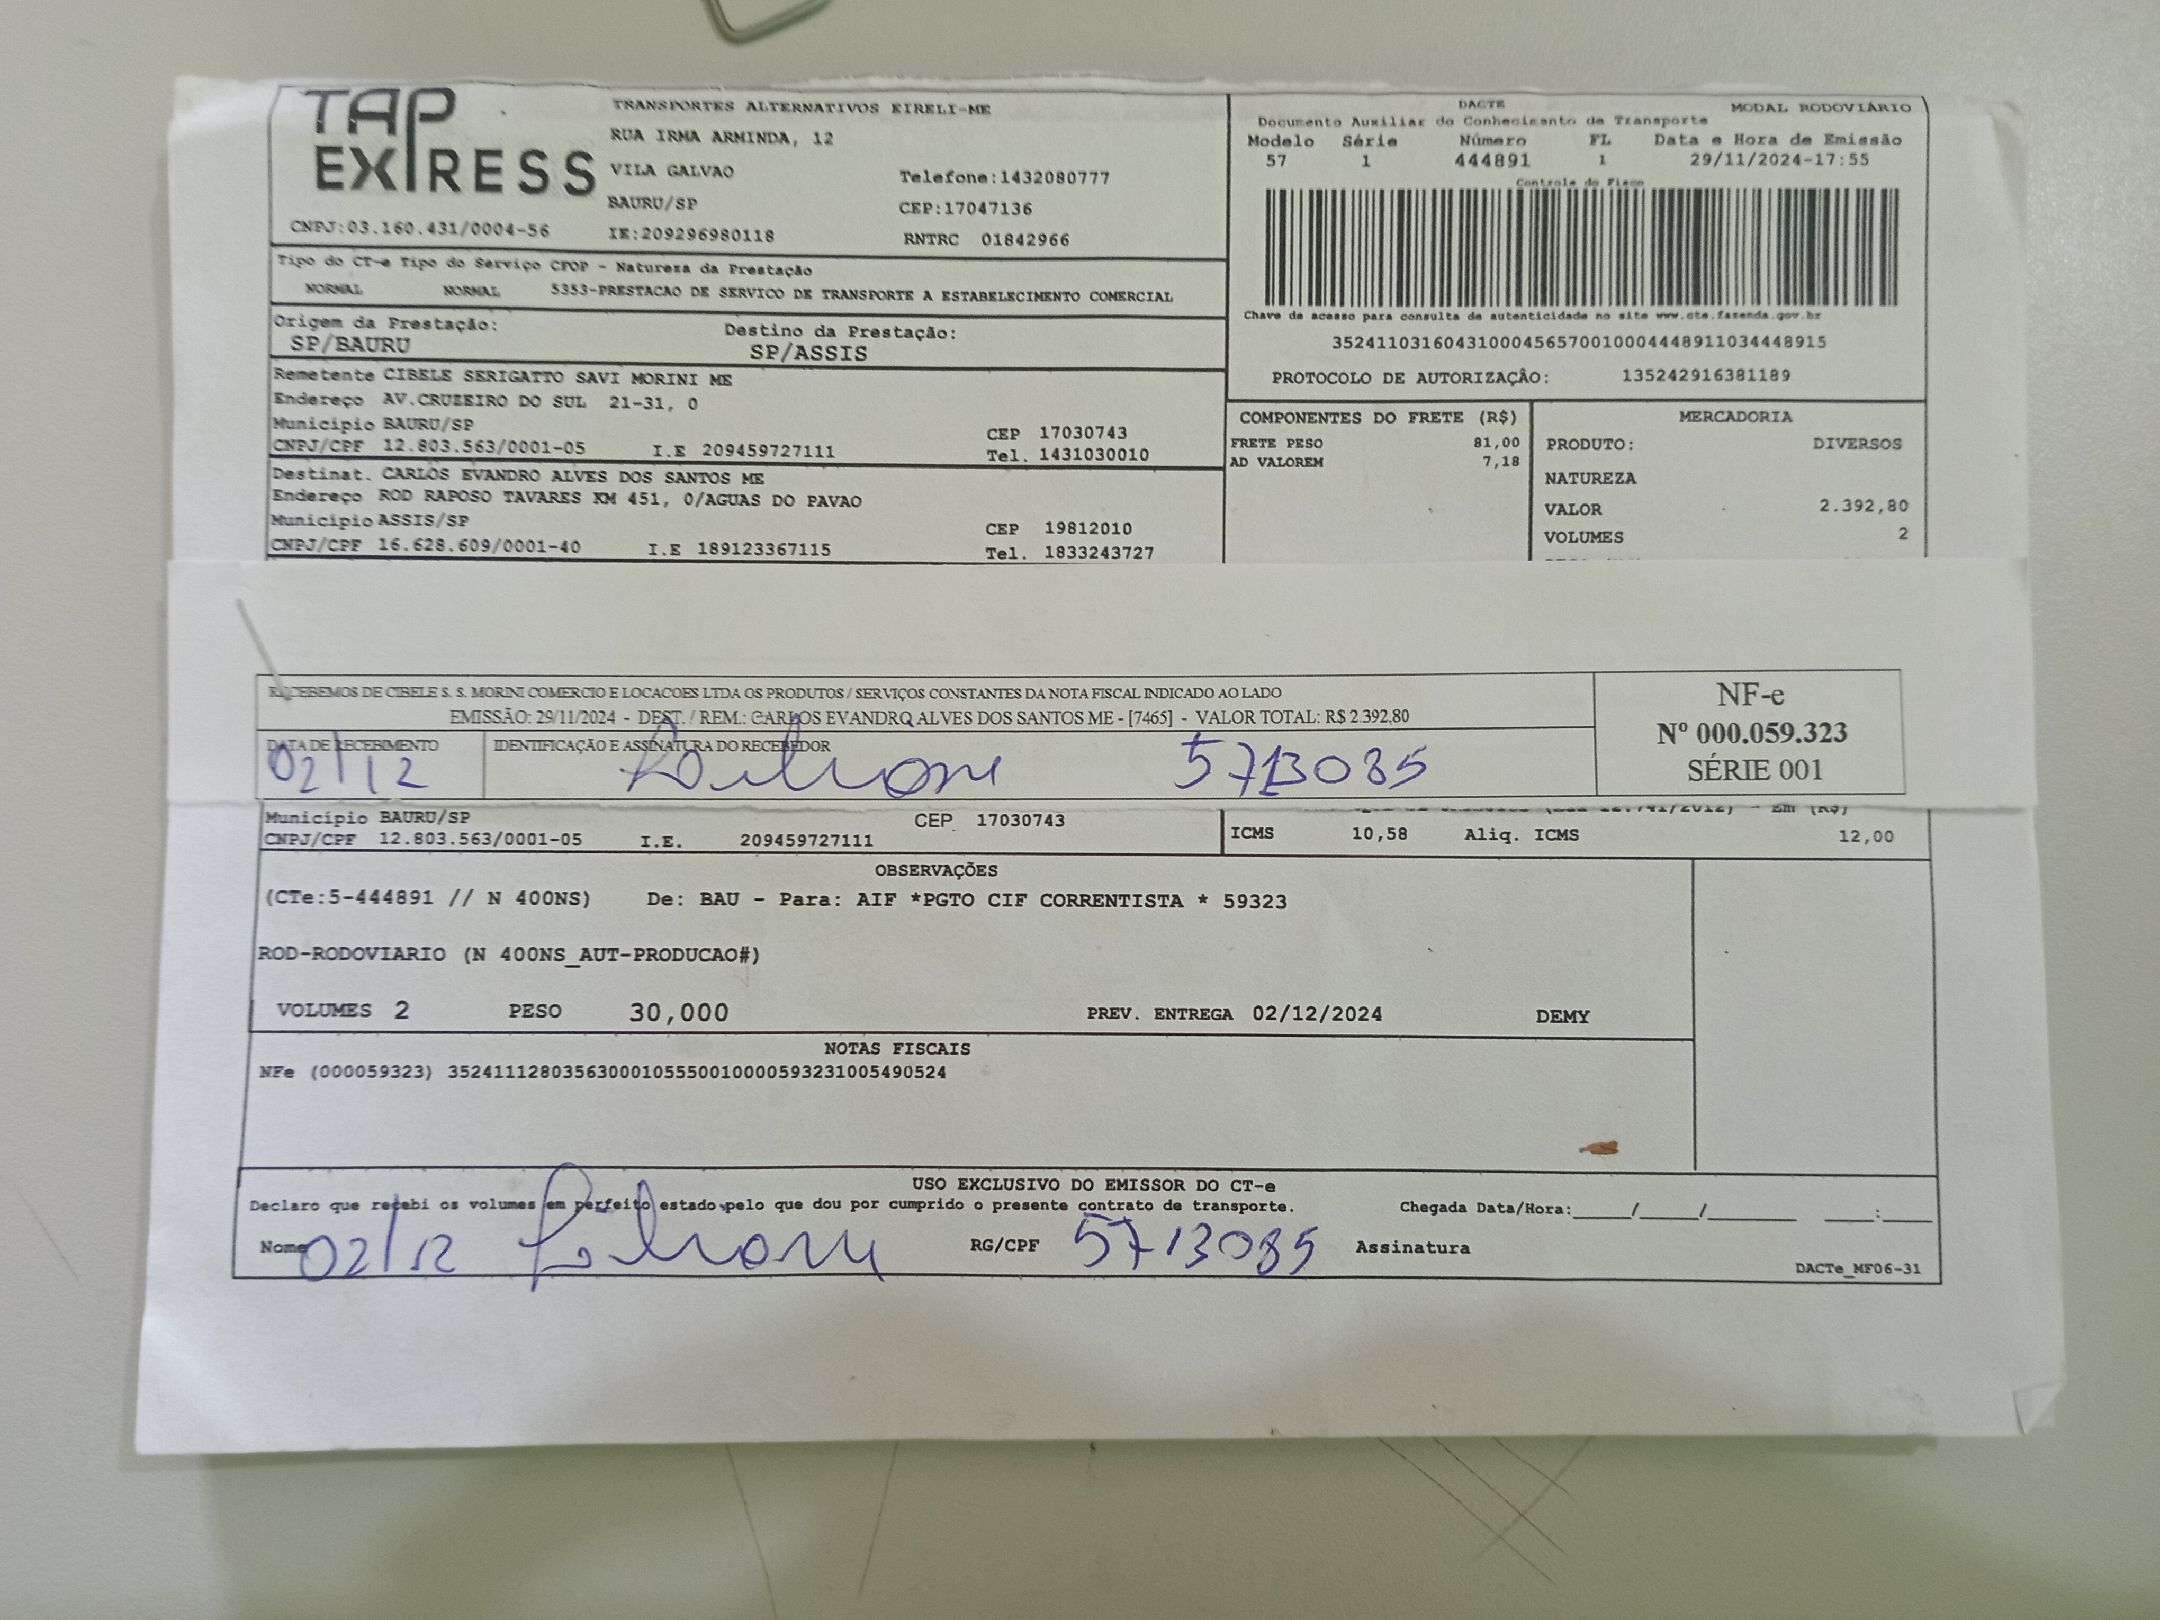 TAP EXPRESS
TRANSPORTES ALTERNATIVOS EIRELI-ME
RUA IRMA ARMINDA, 12
VILA GALVAO
Telefone:1432080777
BAURU/SP
CEP:17047136
CNPJ:03.160.431/0004-56
IE:209296980118
RNTRC 01842966
DACTE
MODAL RODOVIÁRIO
Documento Auxiliar do Conhecimento de Transporte
Modelo Série Número FL Data e Hora de Emissão
57 1 444891 1 29/11/2024-17:55
Controle do Fisco
Chave de acesso para consulta de autenticidade no site www.cte.fazenda.gov.br
35241103160431000456570010004448911034448915
PROTOCOLO DE AUTORIZAÇÃO: 135242916381189
Tipo do CT-e Tipo do Serviço CFOP - Natureza da Prestação
NORMAL NORMAL 5353-PRESTACAO DE SERVICO DE TRANSPORTE A ESTABELECIMENTO COMERCIAL
Origem da Prestação: Destino da Prestação:
SP/BAURU SP/ASSIS
Remetente CIBELE SERIGATTO SAVI MORINI ME
Endereço AV.CRUZEIRO DO SUL 21-31, 0
Município BAURU/SP CEP 17030743
CNPJ/CPF 12.803.563/0001-05 I.E 209459727111 Tel. 1431030010
Destinat. CARLOS EVANDRO ALVES DOS SANTOS ME
Endereço ROD RAPOSO TAVARES KM 451, 0/AGUAS DO PAVAO
Município ASSIS/SP CEP 19812010
CNPJ/CPF 16.628.609/0001-40 I.E 189123367115 Tel. 1833243727
COMPONENTES DO FRETE (R$)
FRETE PESO 81,00
AD VALOREM 7,18
MERCADORIA
PRODUTO: DIVERSOS
NATUREZA
VALOR 2.392,80
VOLUMES 2
RECEBEMOS DE CIBELE S. S. MORINI COMERCIO E LOCACOES LTDA OS PRODUTOS / SERVIÇOS CONSTANTES DA NOTA FISCAL INDICADO AO LADO
EMISSÃO: 29/11/2024 - DEST. / REM.: CARLOS EVANDRO ALVES DOS SANTOS ME - [7465] - VALOR TOTAL: R$ 2.392,80
DATA DE RECEBIMENTO IDENTIFICAÇÃO E ASSINATURA DO RECEBEDOR
02/12 5713085
NF-e
Nº 000.059.323
SÉRIE 001
Município BAURU/SP CEP 17030743
CNPJ/CPF 12.803.563/0001-05 I.E. 209459727111
Em (R$)
ICMS 10,58 Aliq. ICMS 12,00
OBSERVAÇÕES
(CTe:5-444891 // N 400NS) De: BAU - Para: AIF *PGTO CIF CORRENTISTA * 59323
ROD-RODOVIARIO (N 400NS_AUT-PRODUCAO#)
VOLUMES 2 PESO 30,000 PREV. ENTREGA 02/12/2024 DEMY
NOTAS FISCAIS
NFe (000059323) 35241112803563000105550010000593231005490524
USO EXCLUSIVO DO EMISSOR DO CT-e
Declaro que recebi os volumes em perfeito estado pelo que dou por cumprido o presente contrato de transporte. Chegada Data/Hora:____/____/______ ___:___
Nome 02/12 RG/CPF 5713085 Assinatura
DACTe_MF06-31